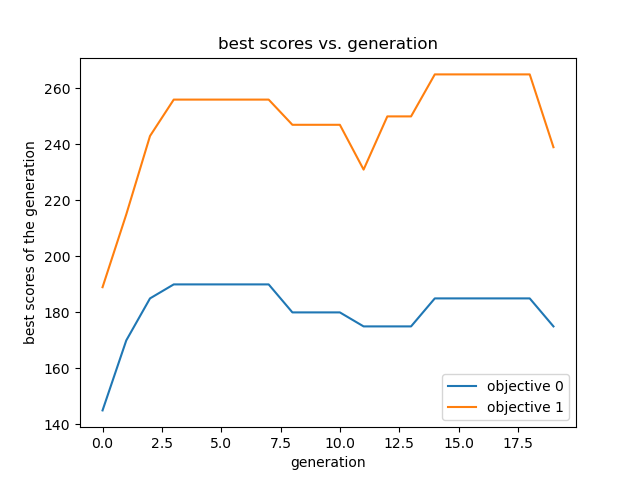 best scores vs. generation
best scores of the generation
260
240
220
200
180
160
140
0.0 2.5 5.0 7.5 10.0 12.5 15.0 17.5
generation
objective 0
objective 1